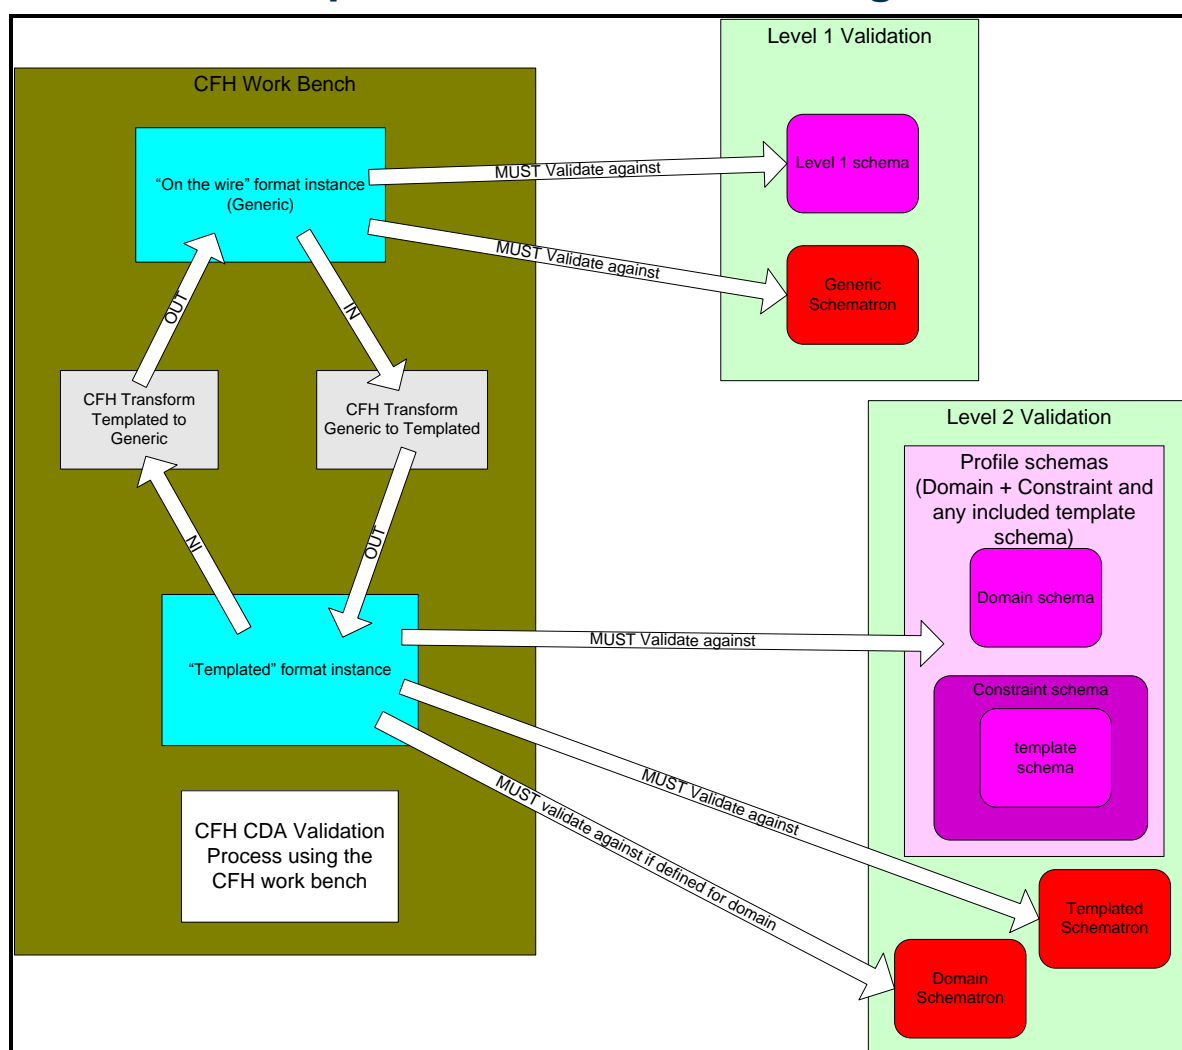 Level 1 Validation
CFH Work Bench
Level 1 schema
MUST Validate against
“On the wire” format instance
(Generic)
MUST Validate against
Generic
Schematron
OUT
IN
CFH Transform
Templated to
Generic
CFH Transform
Generic to Templated
Level 2 Validation
Profile schemas
(Domain + Constraint and
any included template
schema)
IN
OUT
Domain schema
MUST Validate against
“Templated” format instance
Constraint schema
template
schema
MUST Validate against
MUST validate against if defined for domain
CFH CDA Validation
Process using the
CFH work bench
Templated
Schematron
Domain
Schematron